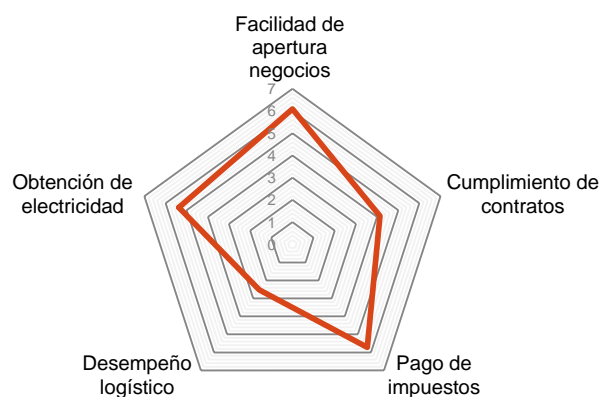 Facilidad de
apertura
negocios
7
6
5
4
3
2
1
0
Obtención de
electricidad
Cumplimiento de
contratos
Desempeño
logístico
Pago de
impuestos